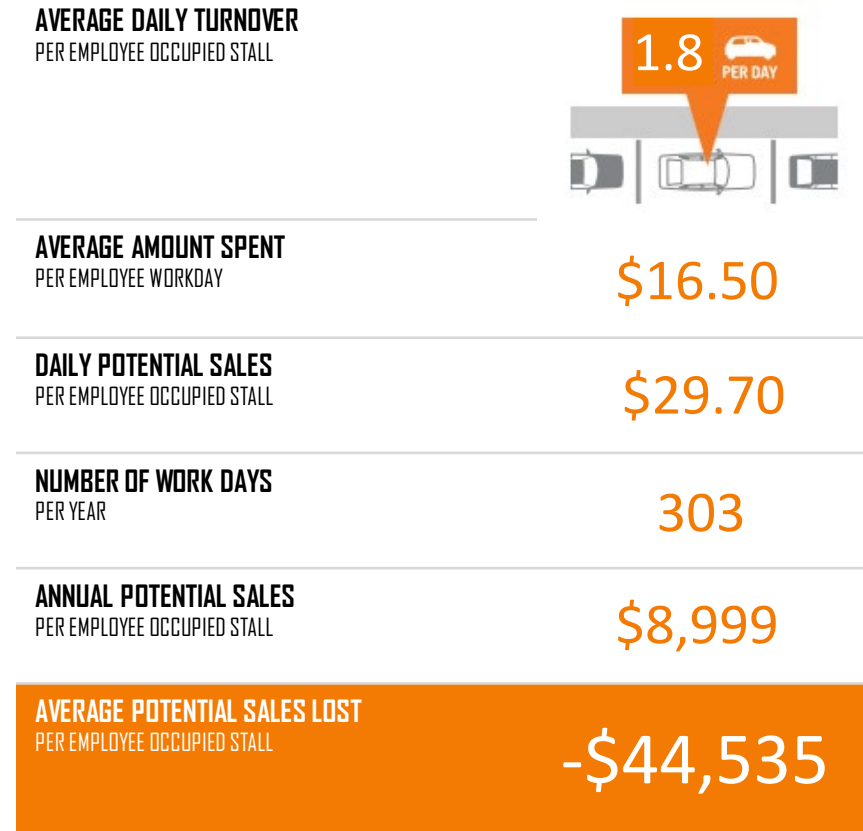 AVERAGE DAILY TURNOVER
PER EMPLOYEE OCCUPIED STALL
1.8
PER DAY
AVERAGE AMOUNT SPENT
PER EMPLOYEE WORKDAY
$16.50
DAILY POTENTIAL SALES
PER EMPLOYEE OCCUPIED STALL
$29.70
NUMBER OF WORK DAYS
PER YEAR
303
ANNUAL POTENTIAL SALES
PER EMPLOYEE OCCUPIED STALL
$8,999
AVERAGE POTENTIAL SALES LOST
PER EMPLOYEE OCCUPIED STALL
-$44,535